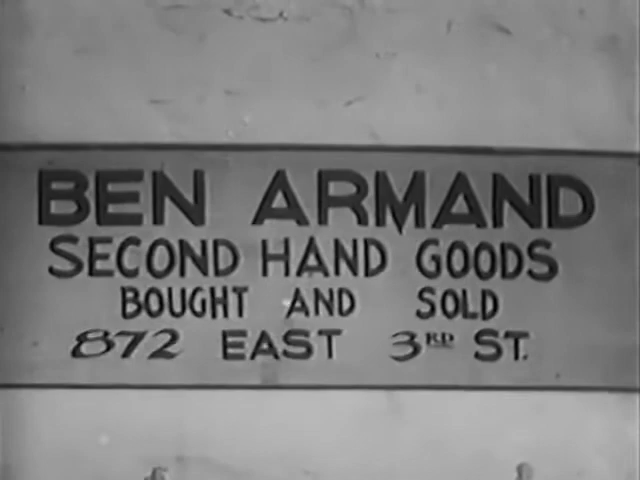 BEN ARMAND
SECOND HAND GOODS
BOUGHT AND SOLD
872 EAST 3RD ST.